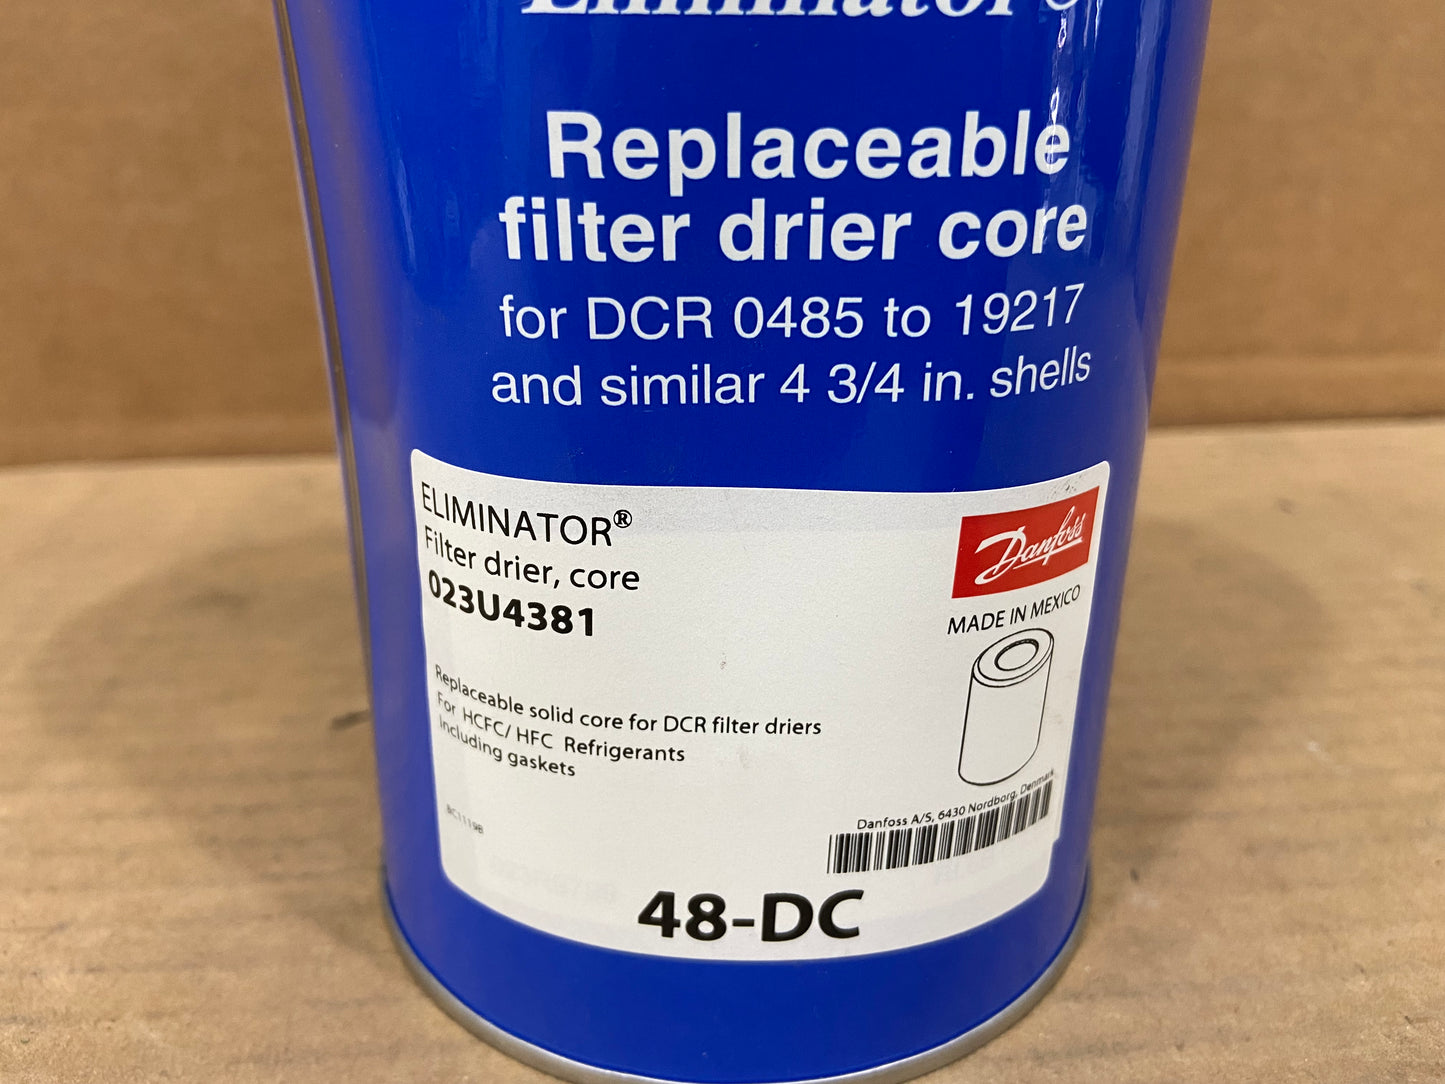 Eliminator®
Replaceable
filter drier core
for DCR 0485 to 19217
and similar 4 3/4 in. shells
ELIMINATOR®
Filter drier, core
023U4381
Danfoss
MADE IN MEXICO
Replaceable solid core for DCR filter driers
For HCFC/ HFC Refrigerants
Including gaskets
BC1119B
Danfoss A/S, 6430 Nordborg, Denmark
48-DC